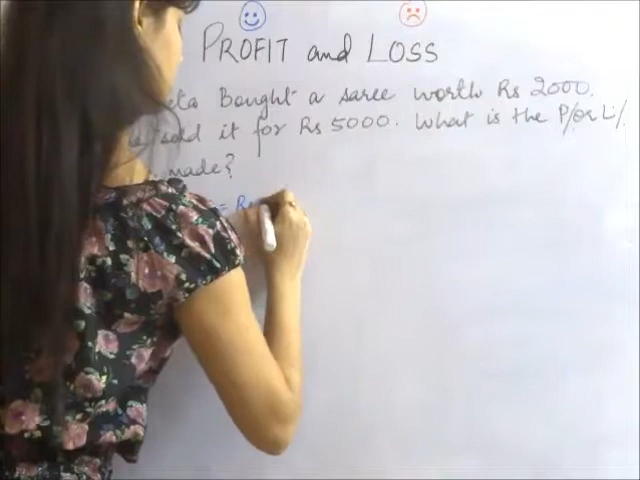 PROFIT and LOSS
Bought a saree worth Rs 2000.
sold it for Rs 5000. What is the P/or L%.
made?
=